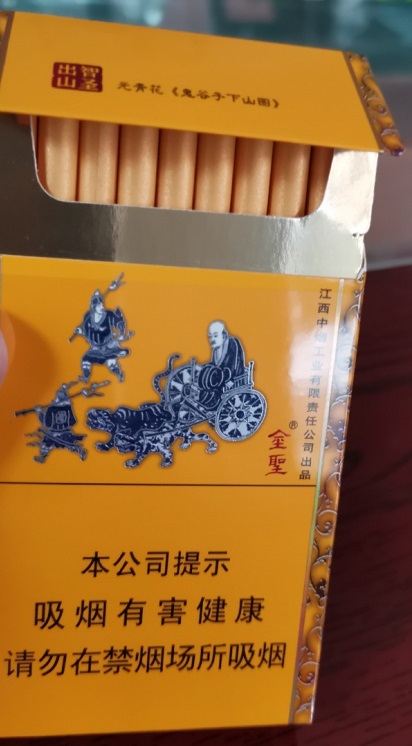 智圣出山
元青花《鬼谷子下山图》
江西中烟工业有限责任公司出品
金聖®
本公司提示
吸烟有害健康
请勿在禁烟场所吸烟